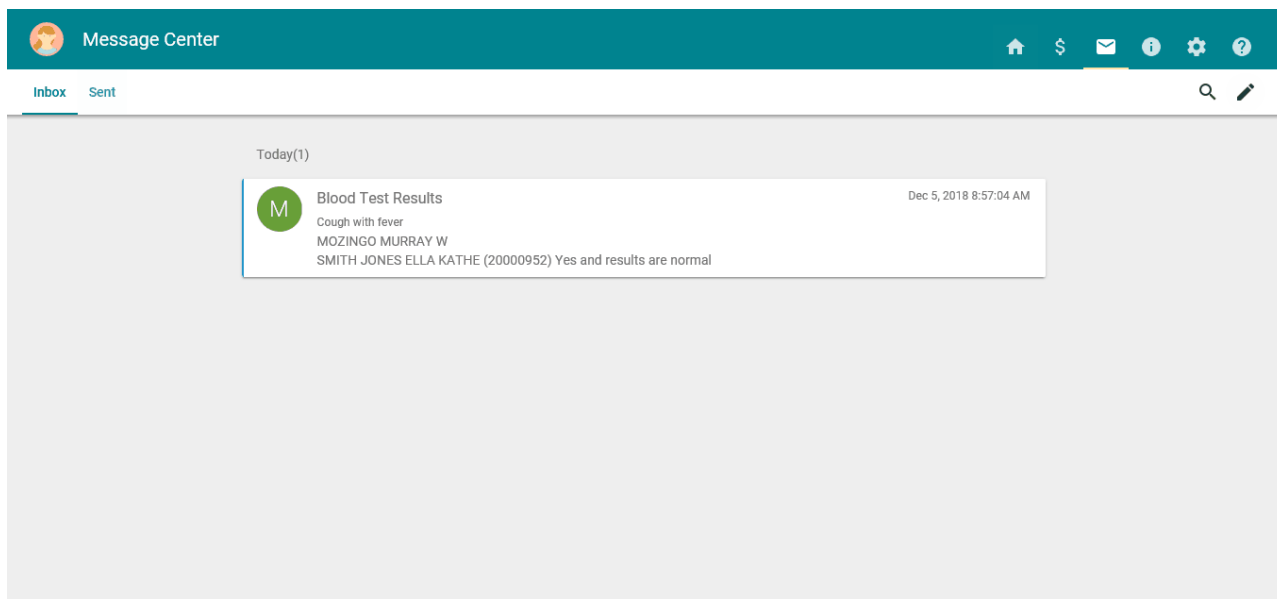 Message Center
$
Inbox Sent
Today(1)
M
Blood Test Results
Dec 5, 2018 8:57:04 AM
Cough with fever
MOZINGO MURRAY W
SMITH JONES ELLA KATHE (20000952) Yes and results are normal